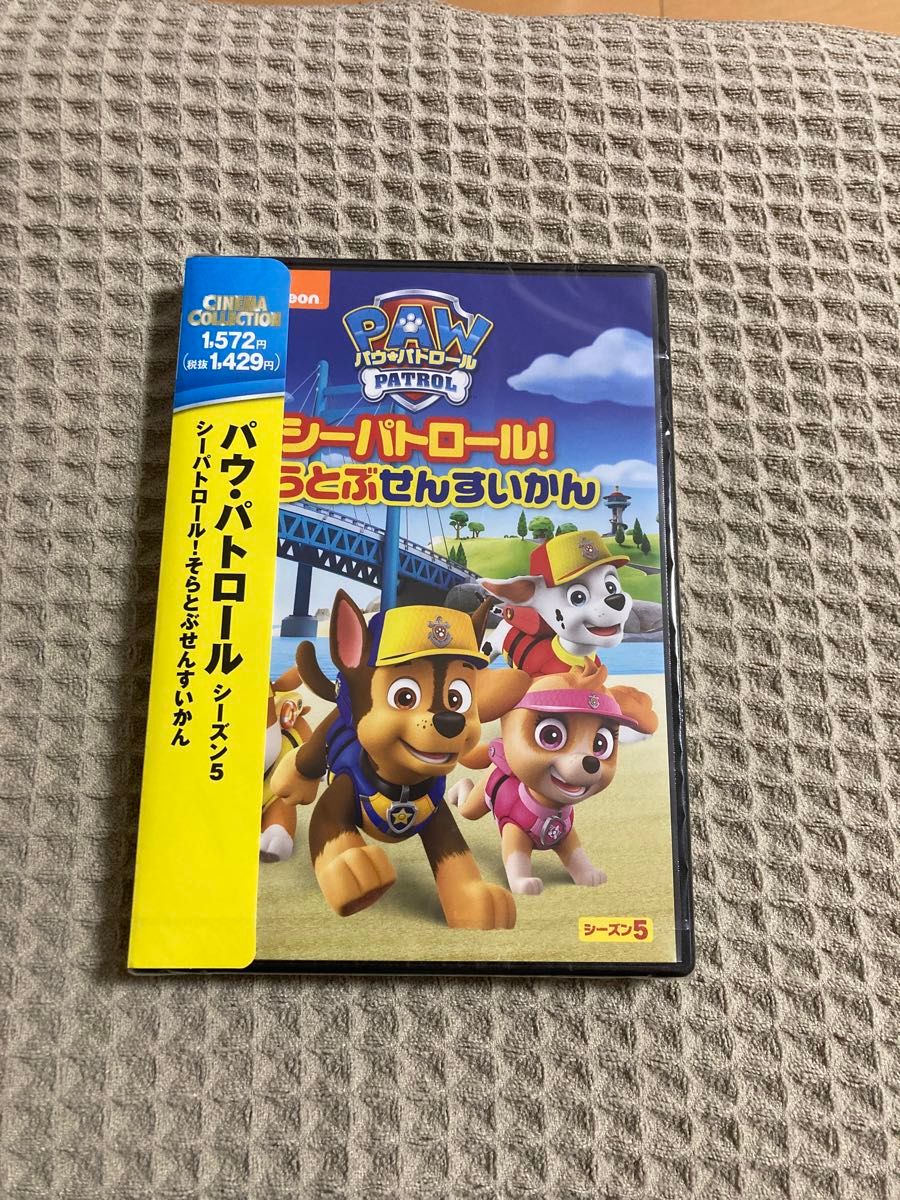 CINEMA
COLLECTION
1,572円
(税抜1,429円)
パウ・パトロール シーズン5
シーパトロール!そらとぶせんすいかん
eon
PAW
パウ・パトロール
PATROL
シーパトロール!
らとぶせんすいかん
シーズン5